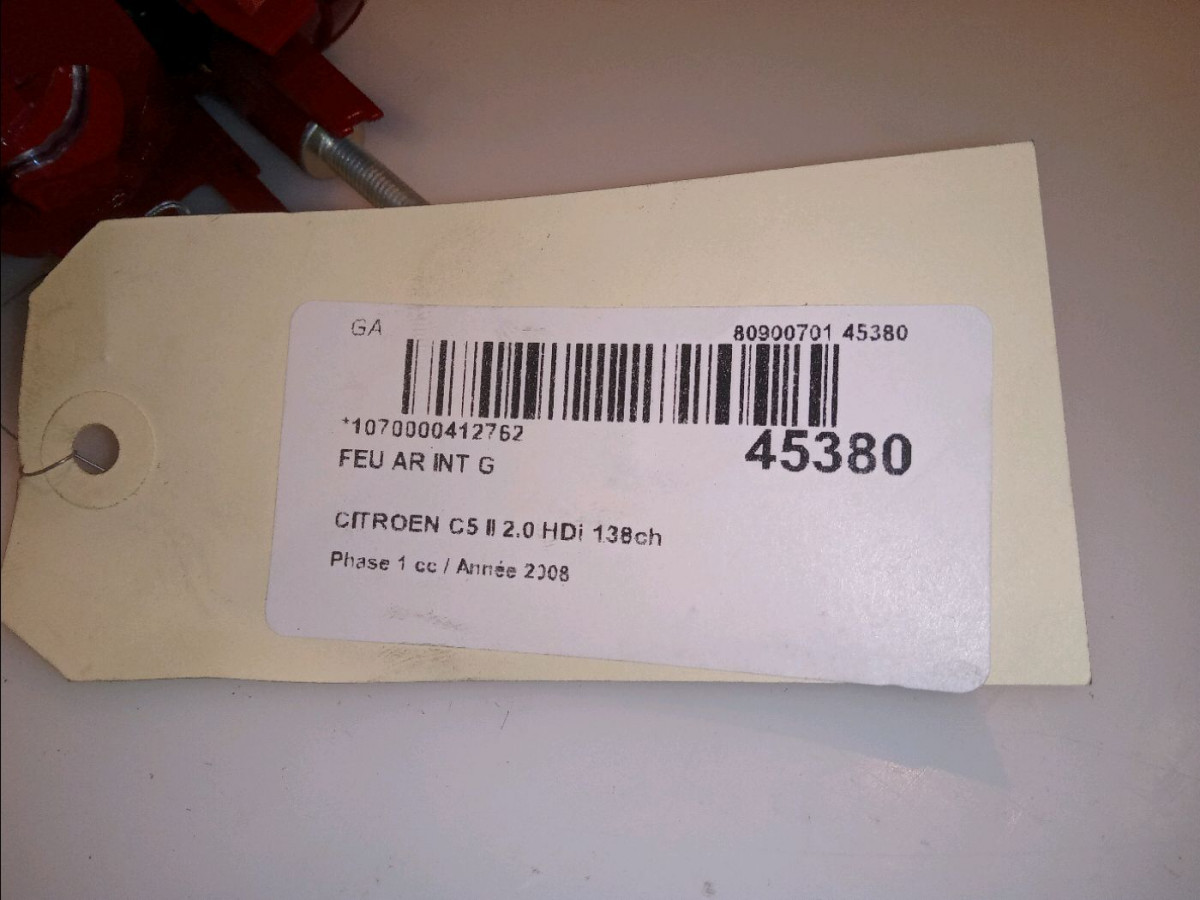 GA
80900701 45380
*1070000412762
45380
FEU AR INT G
CITROEN C5 II 2.0 HDi 138ch
Phase 1 cc / Année 2008